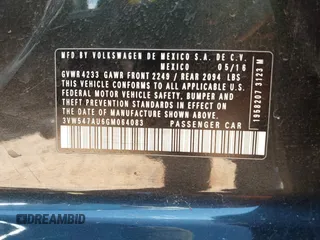 MFD.BY VOLKSWAGEN DE MEXICO S.A. DE C.V.
MEXICO 05/16
GVWR 4233 GAWR FRONT 2249 / REAR 2094 LBS
THIS VEHICLE CONFORMS TO ALL APPLICABLE U.S.
FEDERAL MOTOR VEHICLE SAFETY, BUMPER AND
THEFT PREVENTION STANDARDS IN EFFECT ON THE
DATE OF MANUFACTURE SHOWN ABOVE.
3VW547AU6GM064083 PASSENGER CAR
1958207 3123 M
DREAMBID